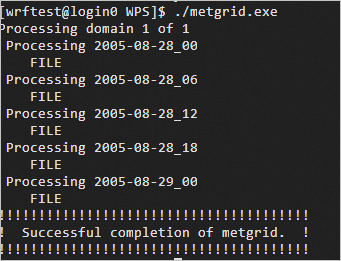 [wrftest@login0 WPS]$ ./metgrid.exe
Processing domain 1 of 1
 Processing 2005-08-28_00
    FILE
 Processing 2005-08-28_06
    FILE
 Processing 2005-08-28_12
    FILE
 Processing 2005-08-28_18
    FILE
 Processing 2005-08-29_00
    FILE
!!!!!!!!!!!!!!!!!!!!!!!!!!!!!!!!!!!!!!!
!  Successful completion of metgrid.  !
!!!!!!!!!!!!!!!!!!!!!!!!!!!!!!!!!!!!!!!